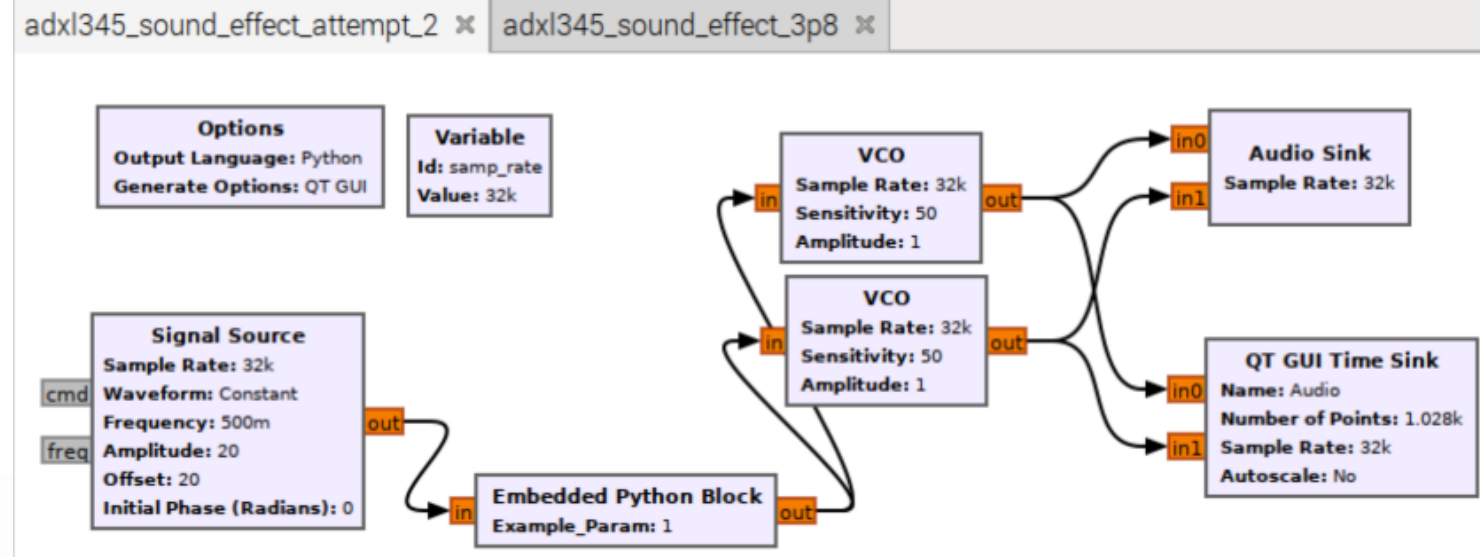 adxl345_sound_effect_attempt_2 ×
adxl345_sound_effect_3p8 ×
Options
Output Language: Python
Generate Options: QT GUI
Variable
Id: samp_rate
Value: 32k
VCO
Sample Rate: 32k
Sensitivity: 50
Amplitude: 1
in
out
Audio Sink
Sample Rate: 32k
in0
in1
VCO
Sample Rate: 32k
Sensitivity: 50
Amplitude: 1
in
out
Signal Source
Sample Rate: 32k
Waveform: Constant
Frequency: 500m
Amplitude: 20
Offset: 20
Initial Phase (Radians): 0
cmd
freq
out
QT GUI Time Sink
Name: Audio
Number of Points: 1.028k
Sample Rate: 32k
Autoscale: No
in0
in1
Embedded Python Block
Example_Param: 1
in
out